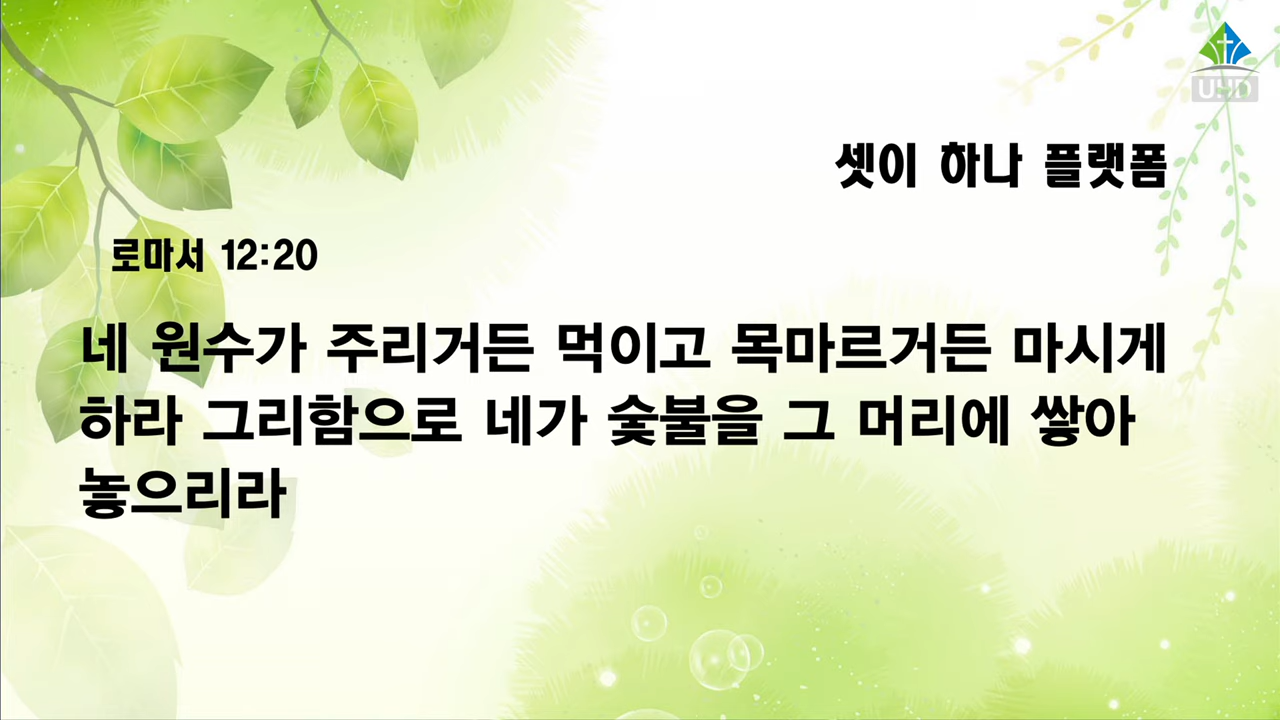 UHD
셋이 하나 플랫폼
로마서 12:20
네 원수가 주리거든 먹이고 목마르거든 마시게
하라 그리함으로 네가 숯불을 그 머리에 쌓아
놓으리라